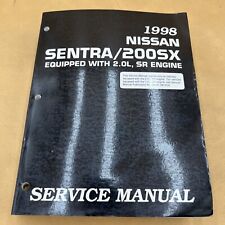 1998
NISSAN
SENTRA/200SX
EQUIPPED WITH 2.0L, SR ENGINE
SERVICE MANUAL